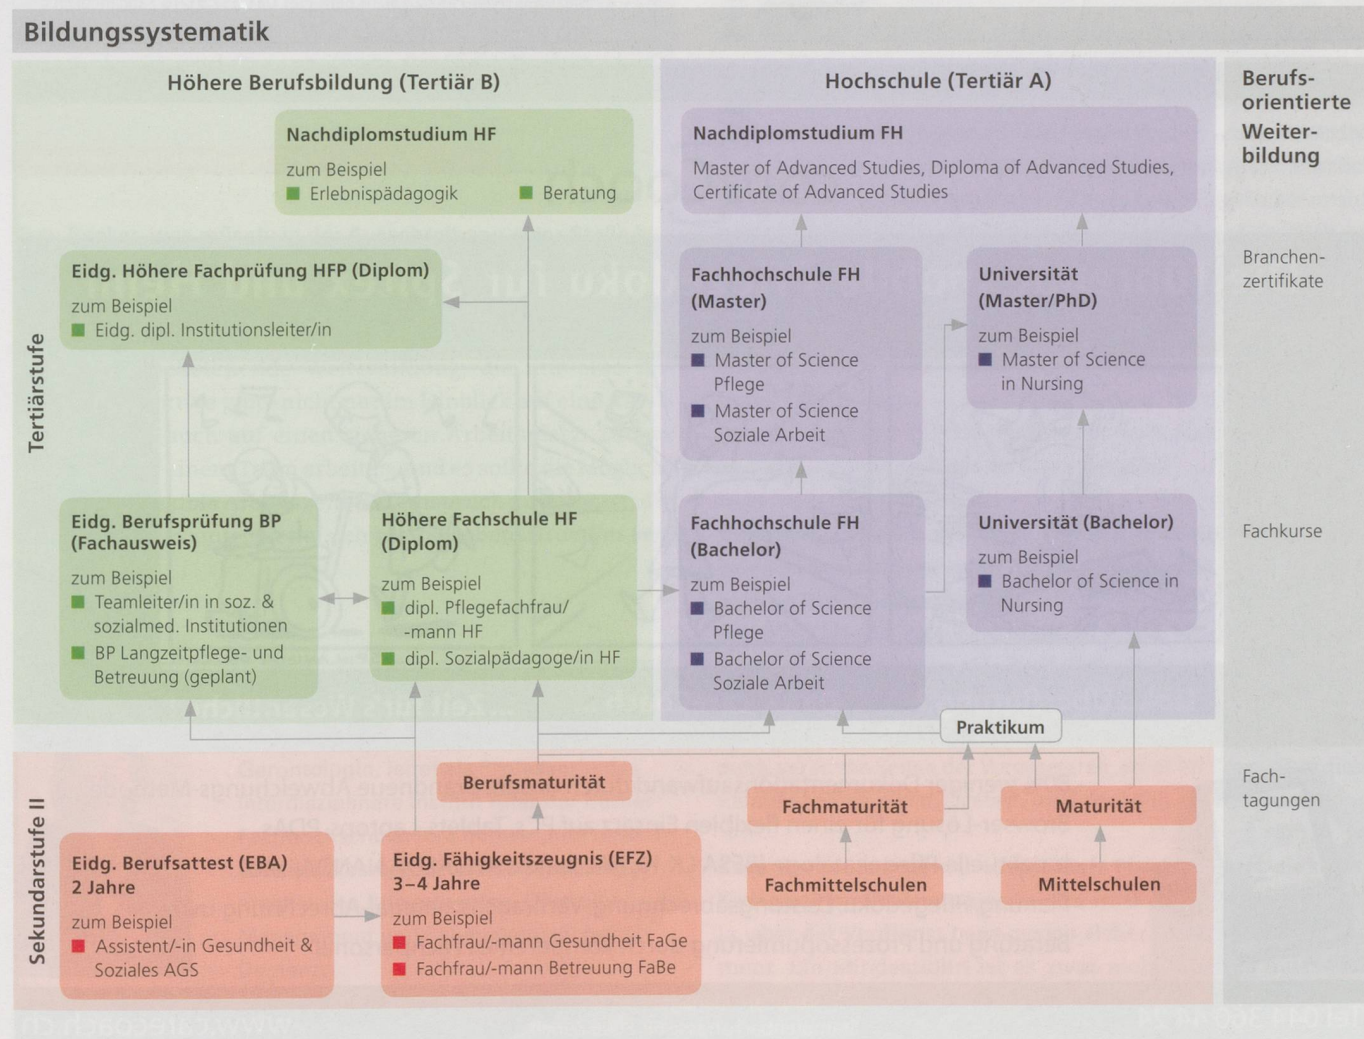 Bildungssystematik
Höhere Berufsbildung (Tertiär B)
Hochschule (Tertiär A)
Berufs-
orientierte
Weiter-
bildung
Tertiärstufe
Nachdiplomstudium HF
zum Beispiel
Erlebnispädagogik
Beratung
Nachdiplomstudium FH
Master of Advanced Studies, Diploma of Advanced Studies,
Certificate of Advanced Studies
Eidg. Höhere Fachprüfung HFP (Diplom)
zum Beispiel
Eidg. dipl. Institutionsleiter/in
Fachhochschule FH
(Master)
zum Beispiel
Master of Science
Pflege
Master of Science
Soziale Arbeit
Universität
(Master/PhD)
zum Beispiel
Master of Science
in Nursing
Branchen-
zertifikate
Eidg. Berufsprüfung BP
(Fachausweis)
zum Beispiel
Teamleiter/in in soz. &
sozialmed. Institutionen
BP Langzeitpflege- und
Betreuung (geplant)
Höhere Fachschule HF
(Diplom)
zum Beispiel
dipl. Pflegefachfrau/
-mann HF
dipl. Sozialpädagoge/in HF
Fachhochschule FH
(Bachelor)
zum Beispiel
Bachelor of Science
Pflege
Bachelor of Science
Soziale Arbeit
Universität (Bachelor)
zum Beispiel
Bachelor of Science in
Nursing
Fachkurse
Praktikum
Sekundarstufe II
Berufsmaturität
Fachmaturität
Maturität
Fach-
tagungen
Eidg. Berufsattest (EBA)
2 Jahre
zum Beispiel
Assistent/-in Gesundheit &
Soziales AGS
Eidg. Fähigkeitszeugnis (EFZ)
3–4 Jahre
zum Beispiel
Fachfrau/-mann Gesundheit FaGe
Fachfrau/-mann Betreuung FaBe
Fachmittelschulen
Mittelschulen